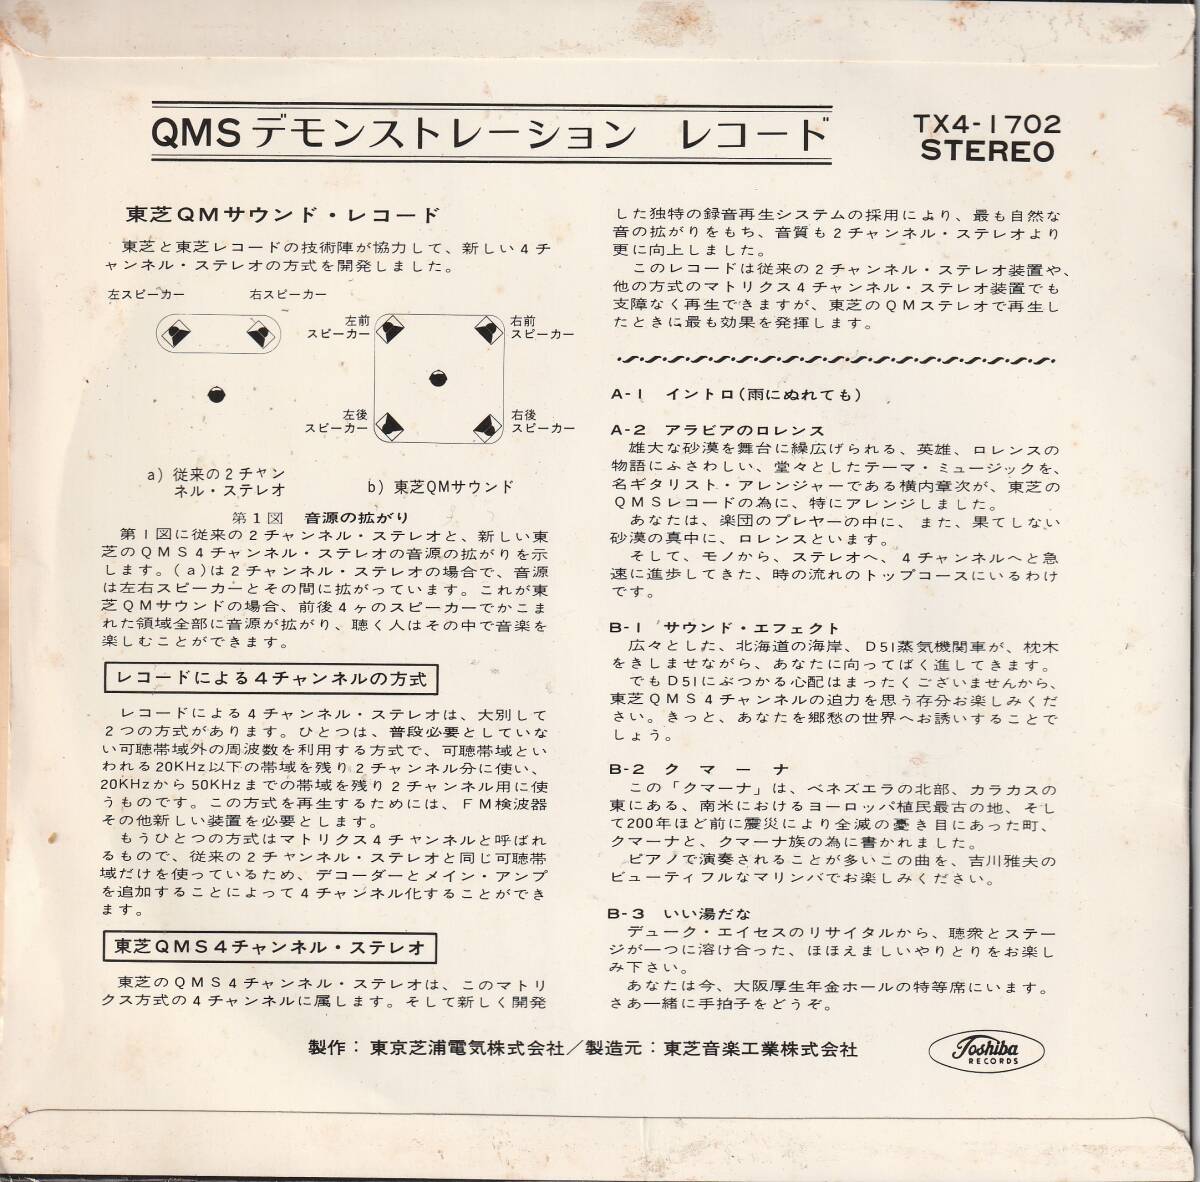 QMS デモンストレーション レコード
TX4-1702
STEREO
東芝QMサウンド・レコード
東芝と東芝レコードの技術陣が協力して、新しい4チ
ャンネル・ステレオの方式を開発しました。
左スピーカー 右スピーカー
左前
スピーカー
右前
スピーカー
左後
スピーカー
右後
スピーカー
a) 従来の2チャン
ネル・ステレオ
b) 東芝QMサウンド
第1図 音源の拡がり
第1図に従来の2チャンネル・ステレオと、新しい東
芝のQMS4チャンネル・ステレオの音源の拡がりを示
します。(a)は2チャンネル・ステレオの場合で、音源
は左右スピーカーとその間に拡がっています。これが東
芝QMサウンドの場合、前後4ヶのスピーカーでかこま
れた領域全部に音源が拡がり、聴く人はその中で音楽を
楽しむことができます。
レコードによる4チャンネルの方式
レコードによる4チャンネル・ステレオは、大別して
2つの方式があります。ひとつは、普段必要としていな
い可聴帯域外の周波数を利用する方式で、可聴帯域とい
われる20KHz以下の帯域を残り2チャンネル分に使い、
20KHzから50KHzまでの帯域を残り2チャンネル用に使
うものです。この方式を再生するためには、FM検波器
その他新しい装置を必要とします。
もうひとつの方式はマトリクス4チャンネルと呼ばれ
るもので、従来の2チャンネル・ステレオと同じ可聴帯
域だけを使っているため、デコーダーとメイン・アンプ
を追加することによって4チャンネル化することができ
ます。
東芝QMS4チャンネル・ステレオ
東芝のQMS4チャンネル・ステレオは、このマトリ
クス方式の4チャンネルに属します。そして新しく開発
した独特の録音再生システムの採用により、最も自然な
音の拡がりをもち、音質も2チャンネル・ステレオより
更に向上しました。
このレコードは従来の2チャンネル・ステレオ装置や、
他の方式のマトリクス4チャンネル・ステレオ装置でも
支障なく再生できますが、東芝のQMステレオで再生し
たときに最も効果を発揮します。
A-1 イントロ(雨にぬれても)
A-2 アラビアのロレンス
雄大な砂漠を舞台に繰広げられる、英雄、ロレンスの
物語にふさわしい、堂々としたテーマ・ミュージックを、
名ギタリスト・アレンジャーである横内章次が、東芝の
QMSレコードの為に、特にアレンジしました。
あなたは、楽団のプレヤーの中に、また、果てしない
砂漠の真中に、ロレンスといます。
そして、モノから、ステレオへ、4チャンネルへと急
速に進歩してきた、時の流れのトップコースにいるわけ
です。
B-1 サウンド・エフェクト
広々とした、北海道の海岸、D51蒸気機関車が、枕木
をきしませながら、あなたに向ってばく進してきます。
でもD51にぶつかる心配はまったくございませんから、
東芝QMS4チャンネルの迫力を思う存分お楽しみくだ
さい。きっと、あなたを郷愁の世界へお誘いすることで
しょう。
B-2 クマーナ
この「クマーナ」は、ベネズエラの北部、カラカスの
東にある、南米におけるヨーロッパ植民最古の地、そし
て200年ほど前に震災により全滅の憂き目にあった町、
クマーナと、クマーナ族の為に書かれました。
ピアノで演奏されることが多いこの曲を、吉川雅夫の
ビューティフルなマリンバでお楽しみください。
B-3 いい湯だな
デューク・エイセスのリサイタルから、聴衆とステー
ジが一つに溶け合った、ほほえましいやりとりをお楽し
み下さい。
あなたは今、大阪厚生年金ホールの特等席にいます。
さあ一緒に手拍子をどうぞ。
製作：東京芝浦電気株式会社／製造元：東芝音楽工業株式会社
Toshiba
RECORDS